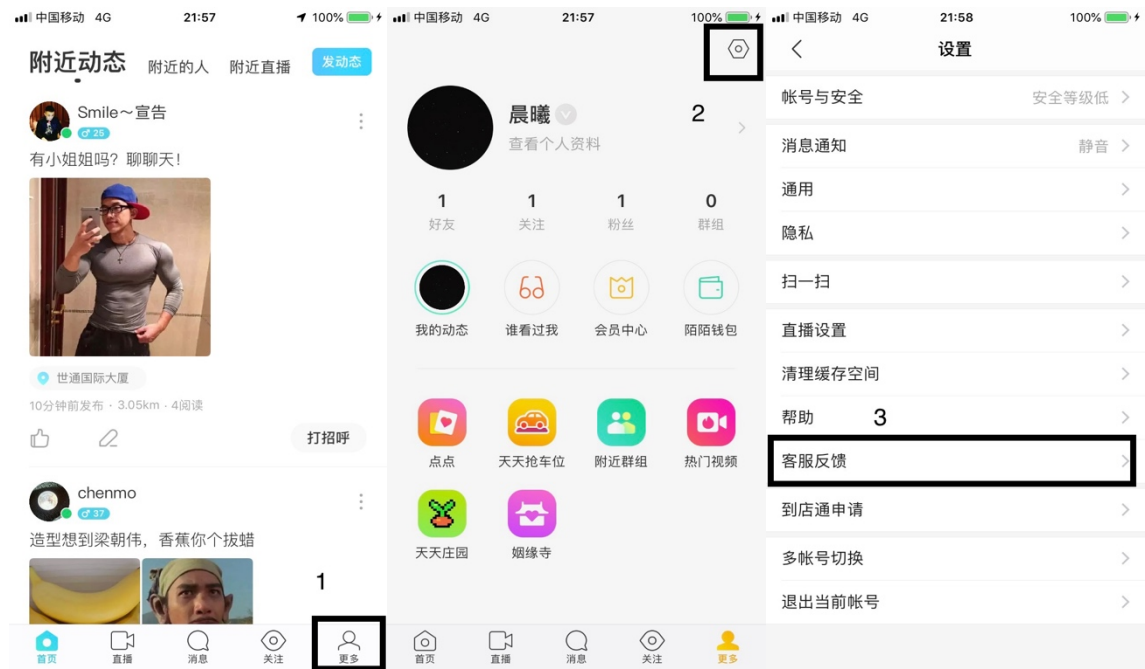 中国移动 4G 21:57 100%
附近动态 附近的人 附近直播 发动态
Smile～宣告
♂ 25
有小姐姐吗？聊聊天！
世通国际大厦
10分钟前发布 · 3.05km · 4阅读
打招呼
chenmo
♂ 37
造型想到梁朝伟，香蕉你个拔蜡
1
首页 直播 消息 关注 更多
中国移动 4G 21:57 100%
晨曦
2
查看个人资料
1 1 1 0
好友 关注 粉丝 群组
我的动态 谁看过我 会员中心 陌陌钱包
点点 天天抢车位 附近群组 热门视频
天天庄园 姻缘寺
首页 直播 消息 关注 更多
中国移动 4G 21:58 100%
设置
帐号与安全 安全等级低
消息通知 静音
通用
隐私
扫一扫
直播设置
清理缓存空间
帮助 3
客服反馈
到店通申请
多帐号切换
退出当前帐号